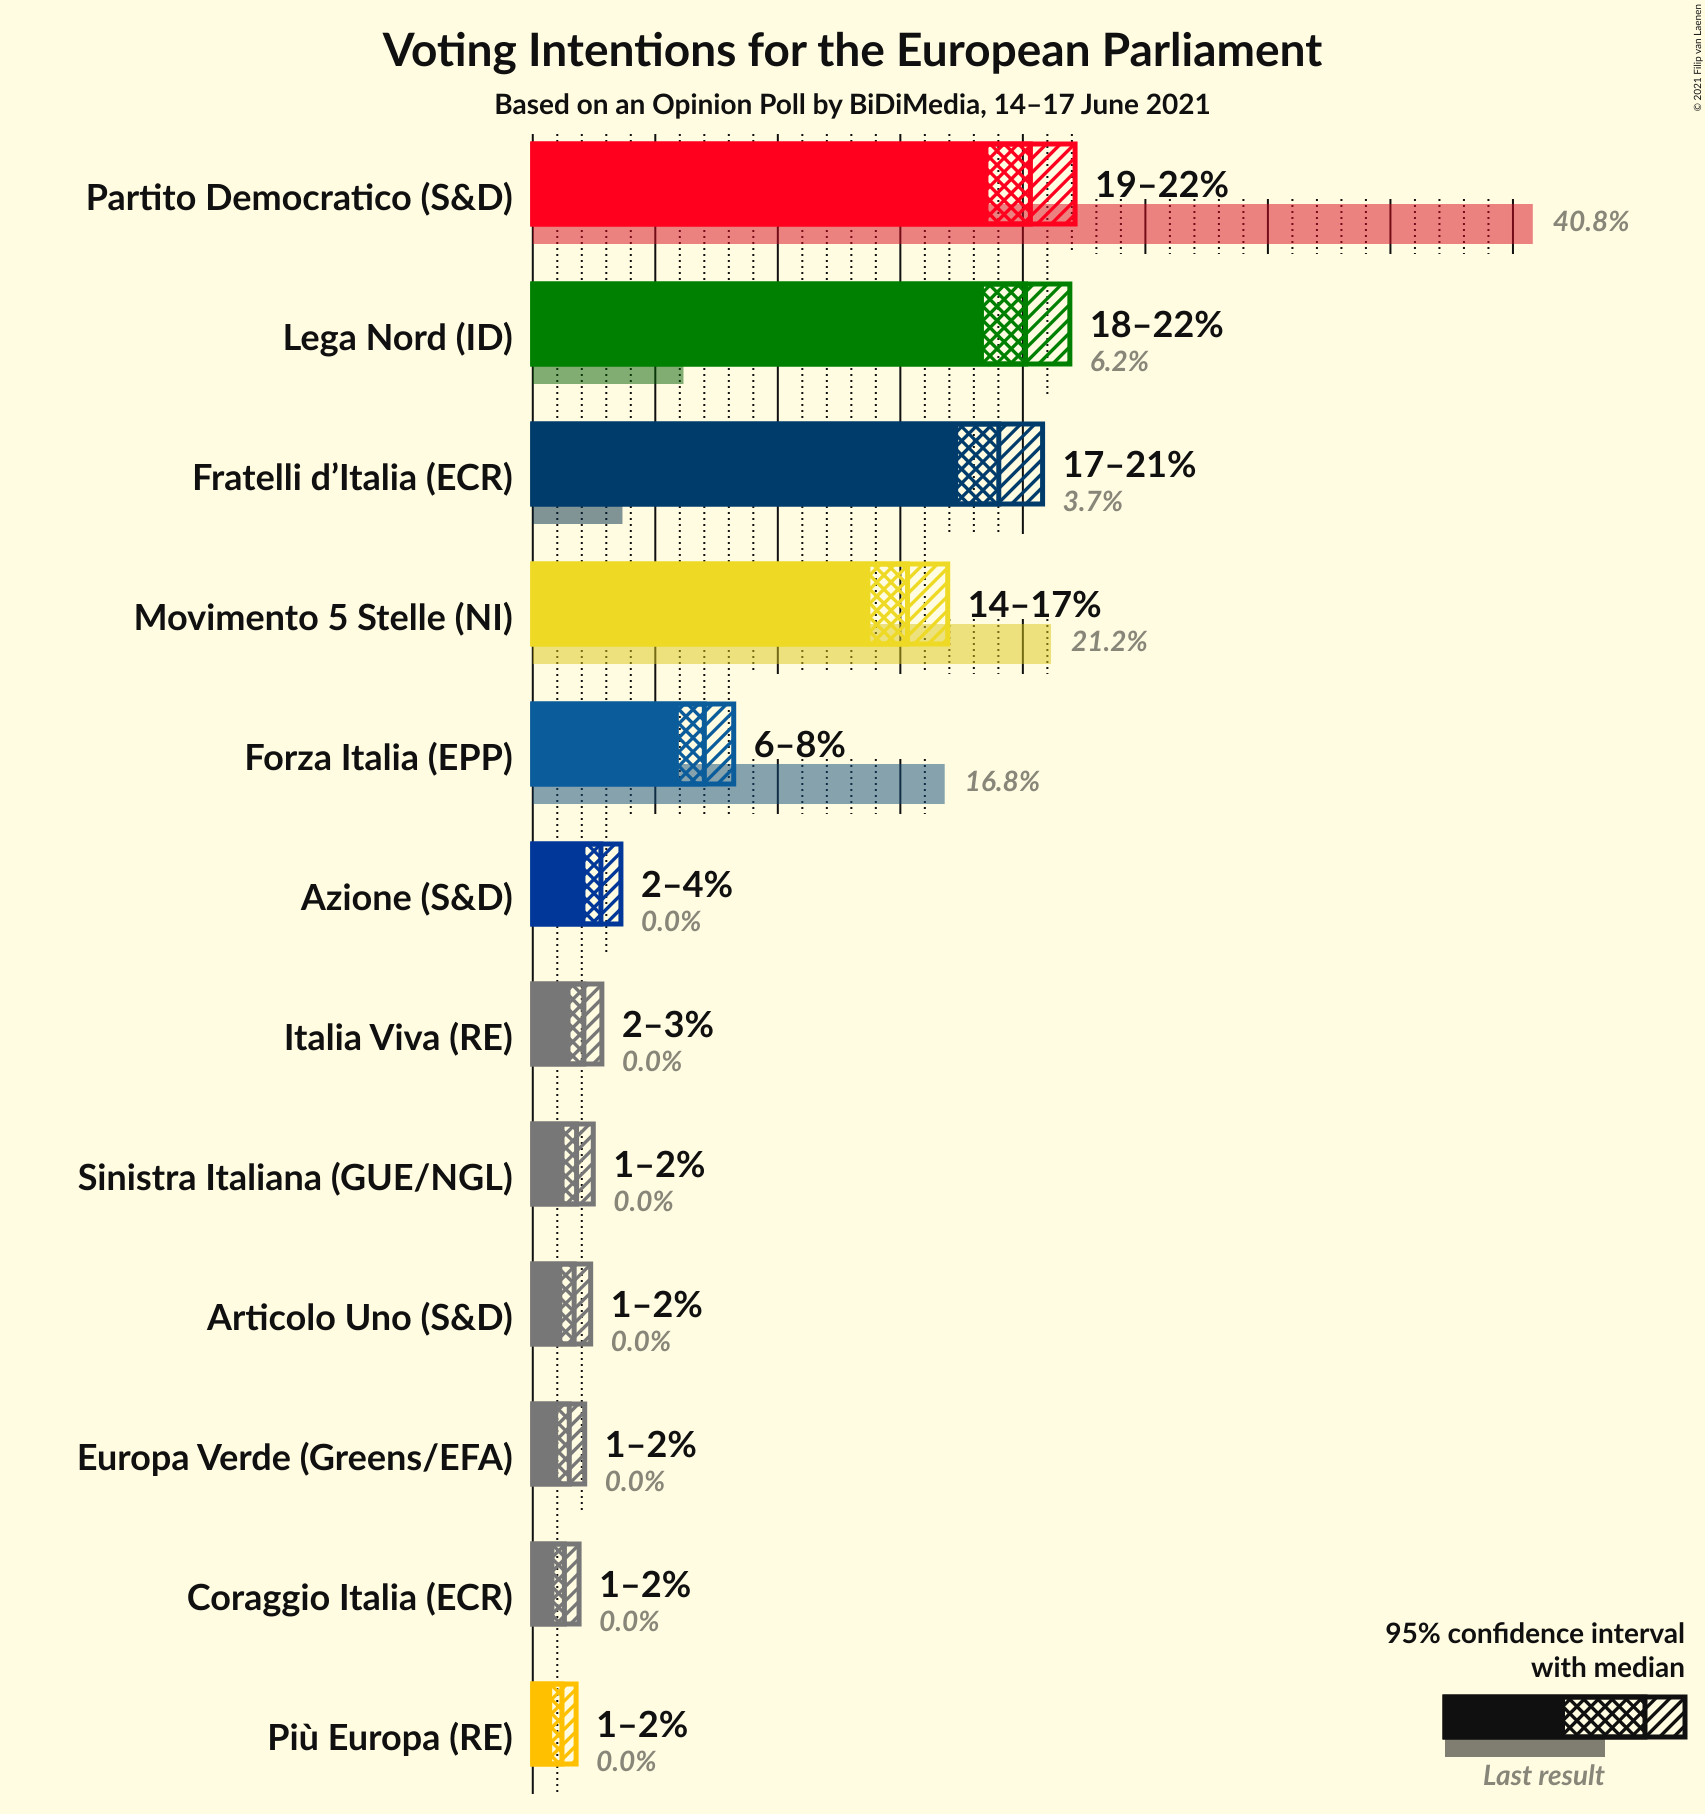 Voting Intentions for the European Parliament
Based on an Opinion Poll by BiDiMedia, 14–17 June 2021
© 2021 Filip van Laenen
Partito Democratico (S&D)
19–22%
40.8%
Lega Nord (ID)
18–22%
6.2%
Fratelli d’Italia (ECR)
17–21%
3.7%
Movimento 5 Stelle (NI)
14–17%
21.2%
Forza Italia (EPP)
6–8%
16.8%
Azione (S&D)
2–4%
0.0%
Italia Viva (RE)
2–3%
0.0%
Sinistra Italiana (GUE/NGL)
1–2%
0.0%
Articolo Uno (S&D)
1–2%
0.0%
Europa Verde (Greens/EFA)
1–2%
0.0%
Coraggio Italia (ECR)
1–2%
0.0%
Più Europa (RE)
1–2%
0.0%
95% confidence interval
with median
Last result